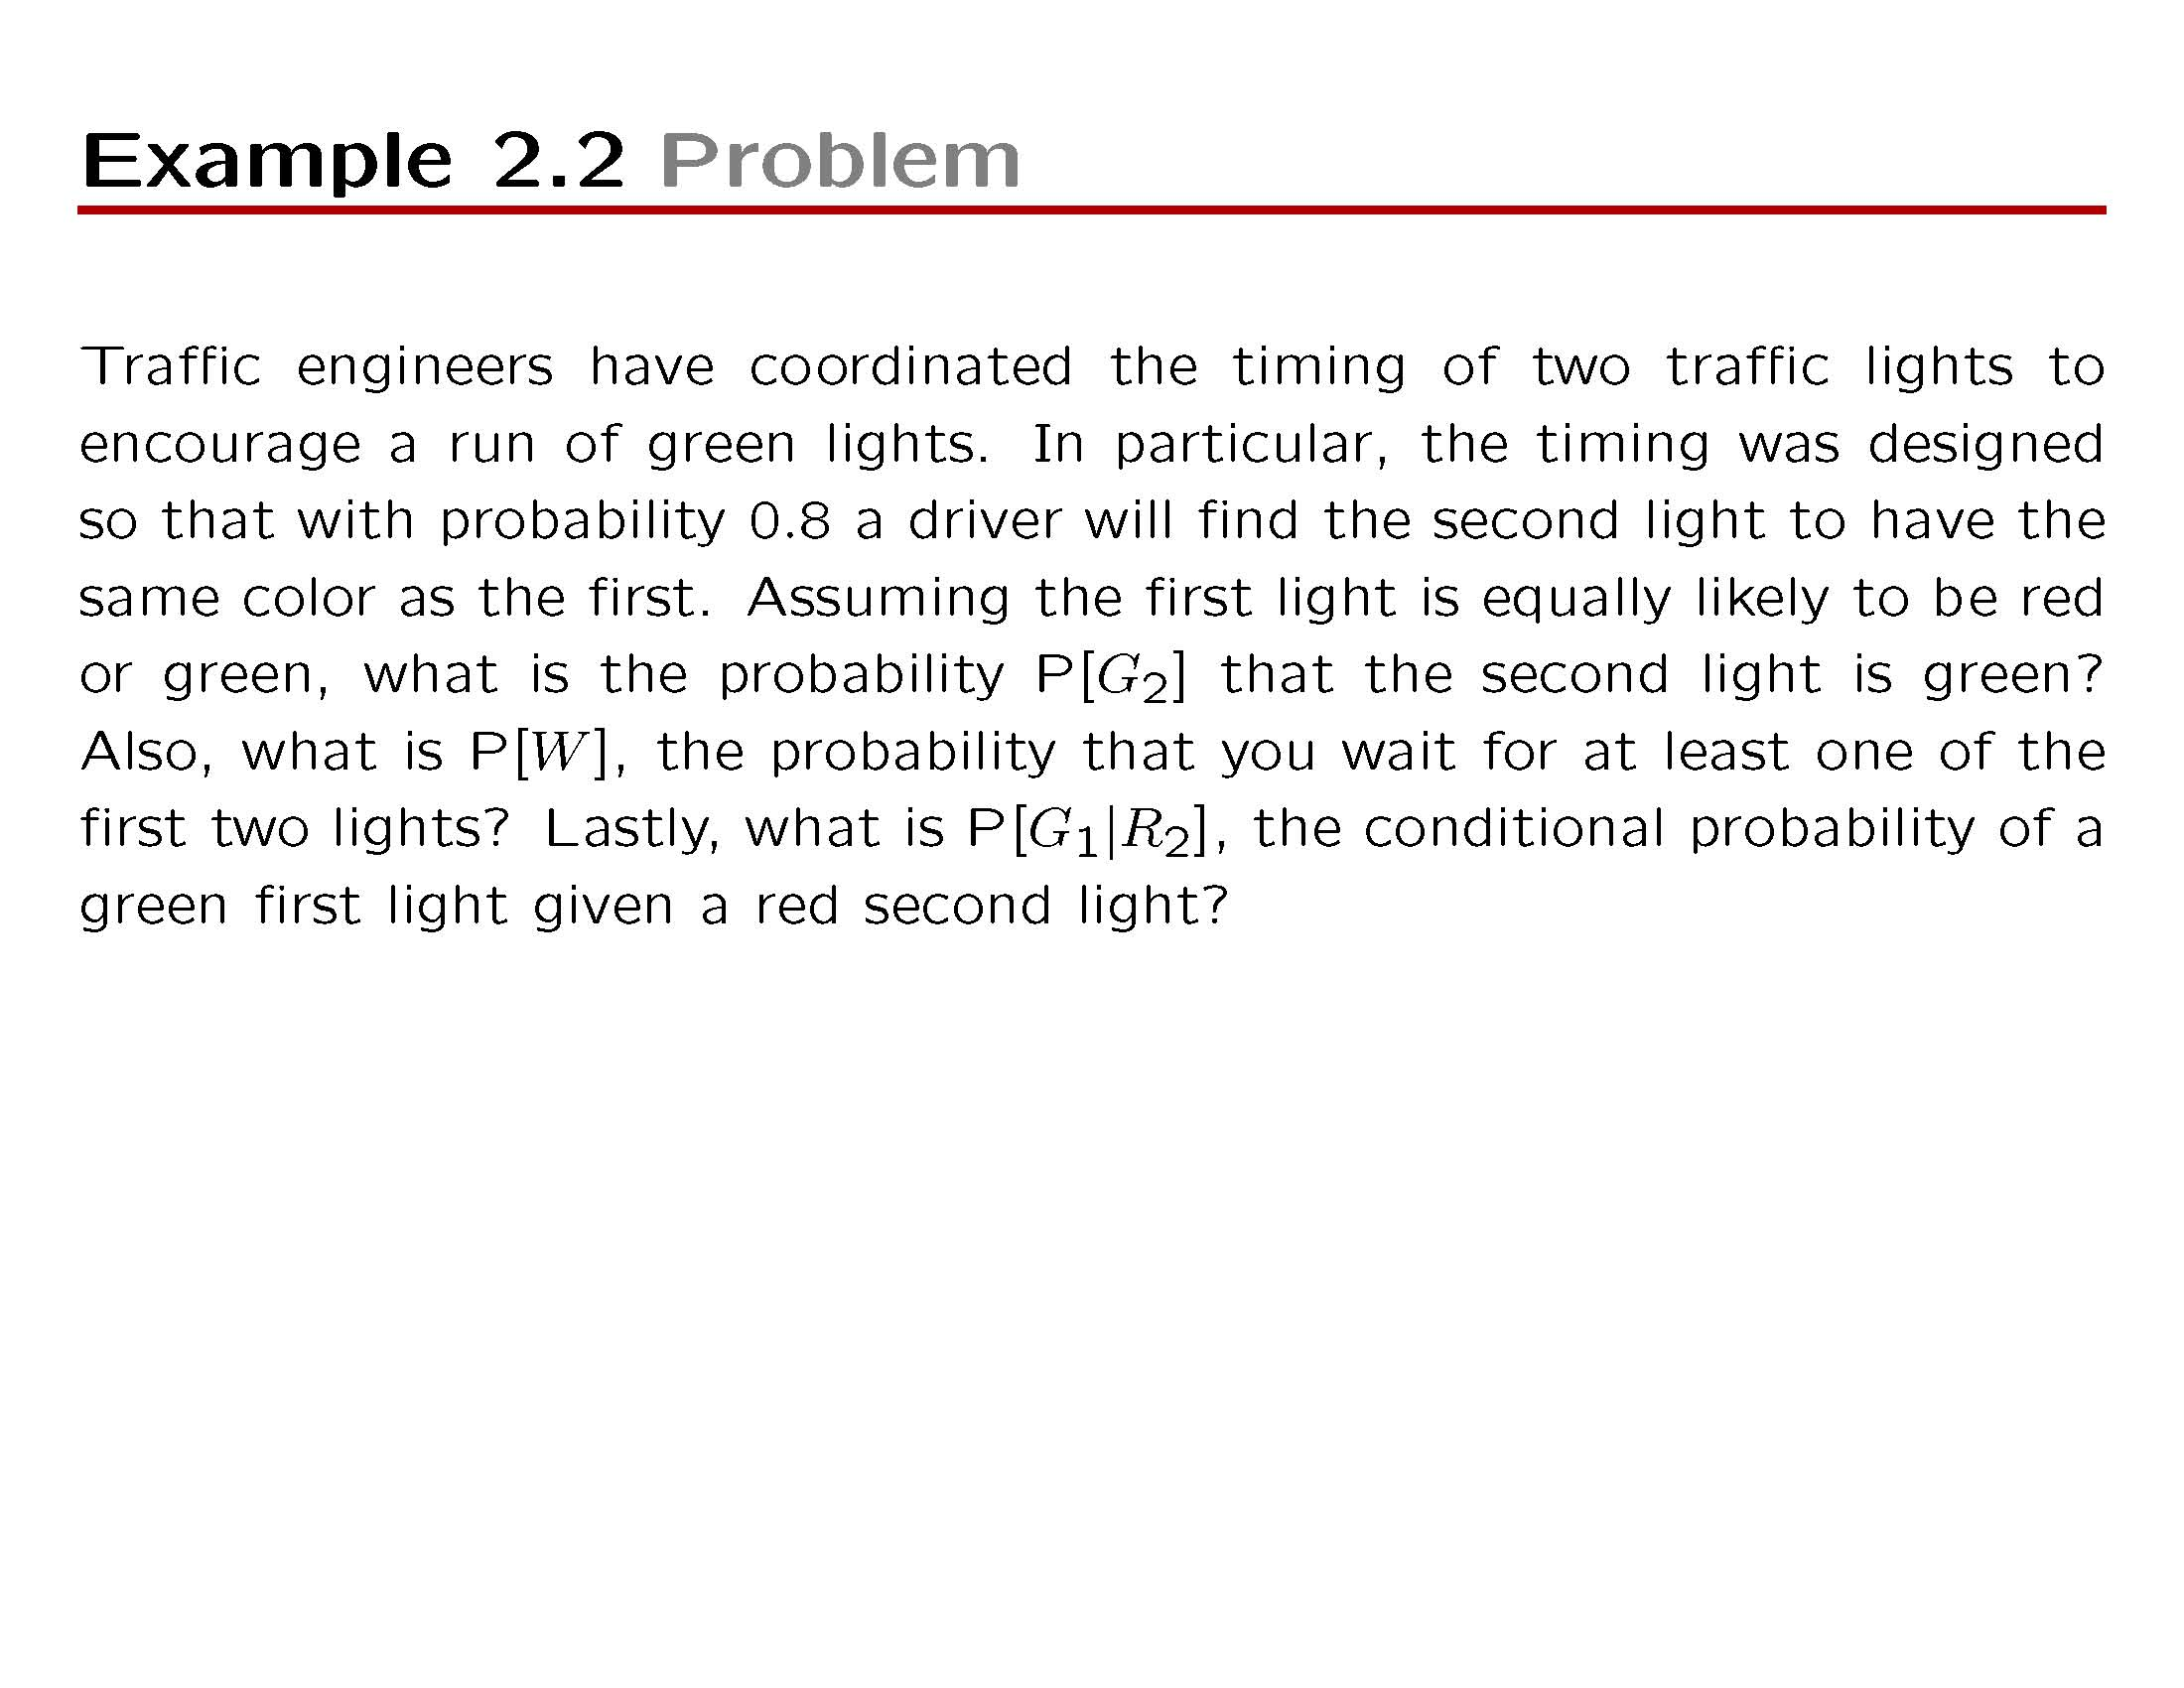 Example 2.2 Problem
Traffic engineers have coordinated the timing of two traffic lights to
encourage a run of green lights. In particular, the timing was designed
so that with probability 0.8 a driver will find the second light to have the
same color as the first. Assuming the first light is equally likely to be red
or green, what is the probability P[G₂] that the second light is green?
Also, what is P[W], the probability that you wait for at least one of the
first two lights? Lastly, what is P[G₁|R₂], the conditional probability of a
green first light given a red second light?